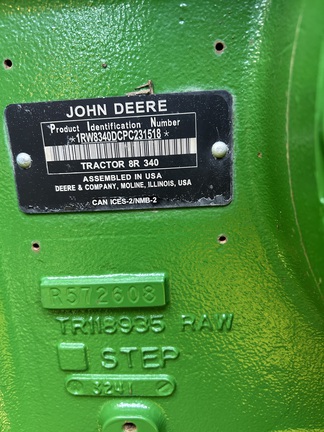 JOHN DEERE
Product Identification Number
*1RW8340DCPC231518*
TRACTOR 8R 340
ASSEMBLED IN USA
DEERE & COMPANY, MOLINE, ILLINOIS, USA
CAN ICES-2/NMB-2
R572608
TR118935 RAW
STEP
3241